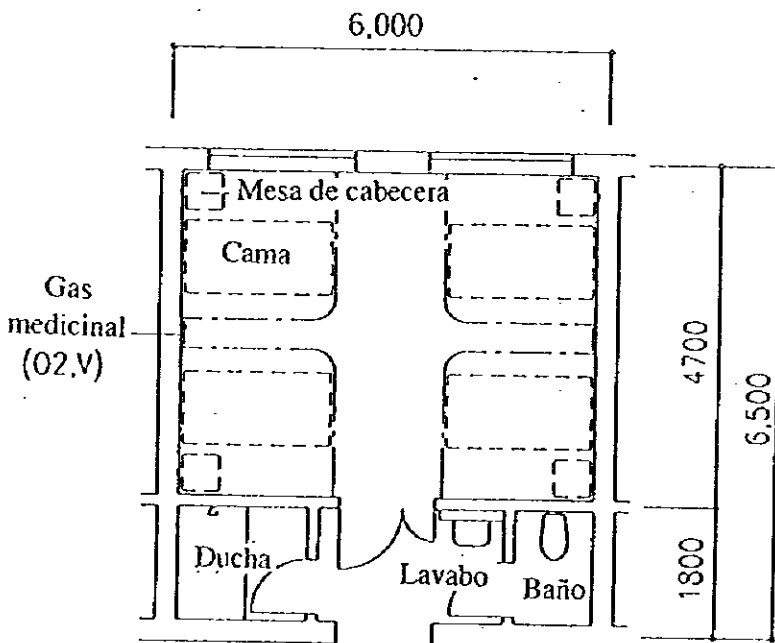 6.000
Mesa de cabecera
Cama
Gas
medicinal
(O2.V)
4700
6,500
Ducha
Lavabo
Baño
1800